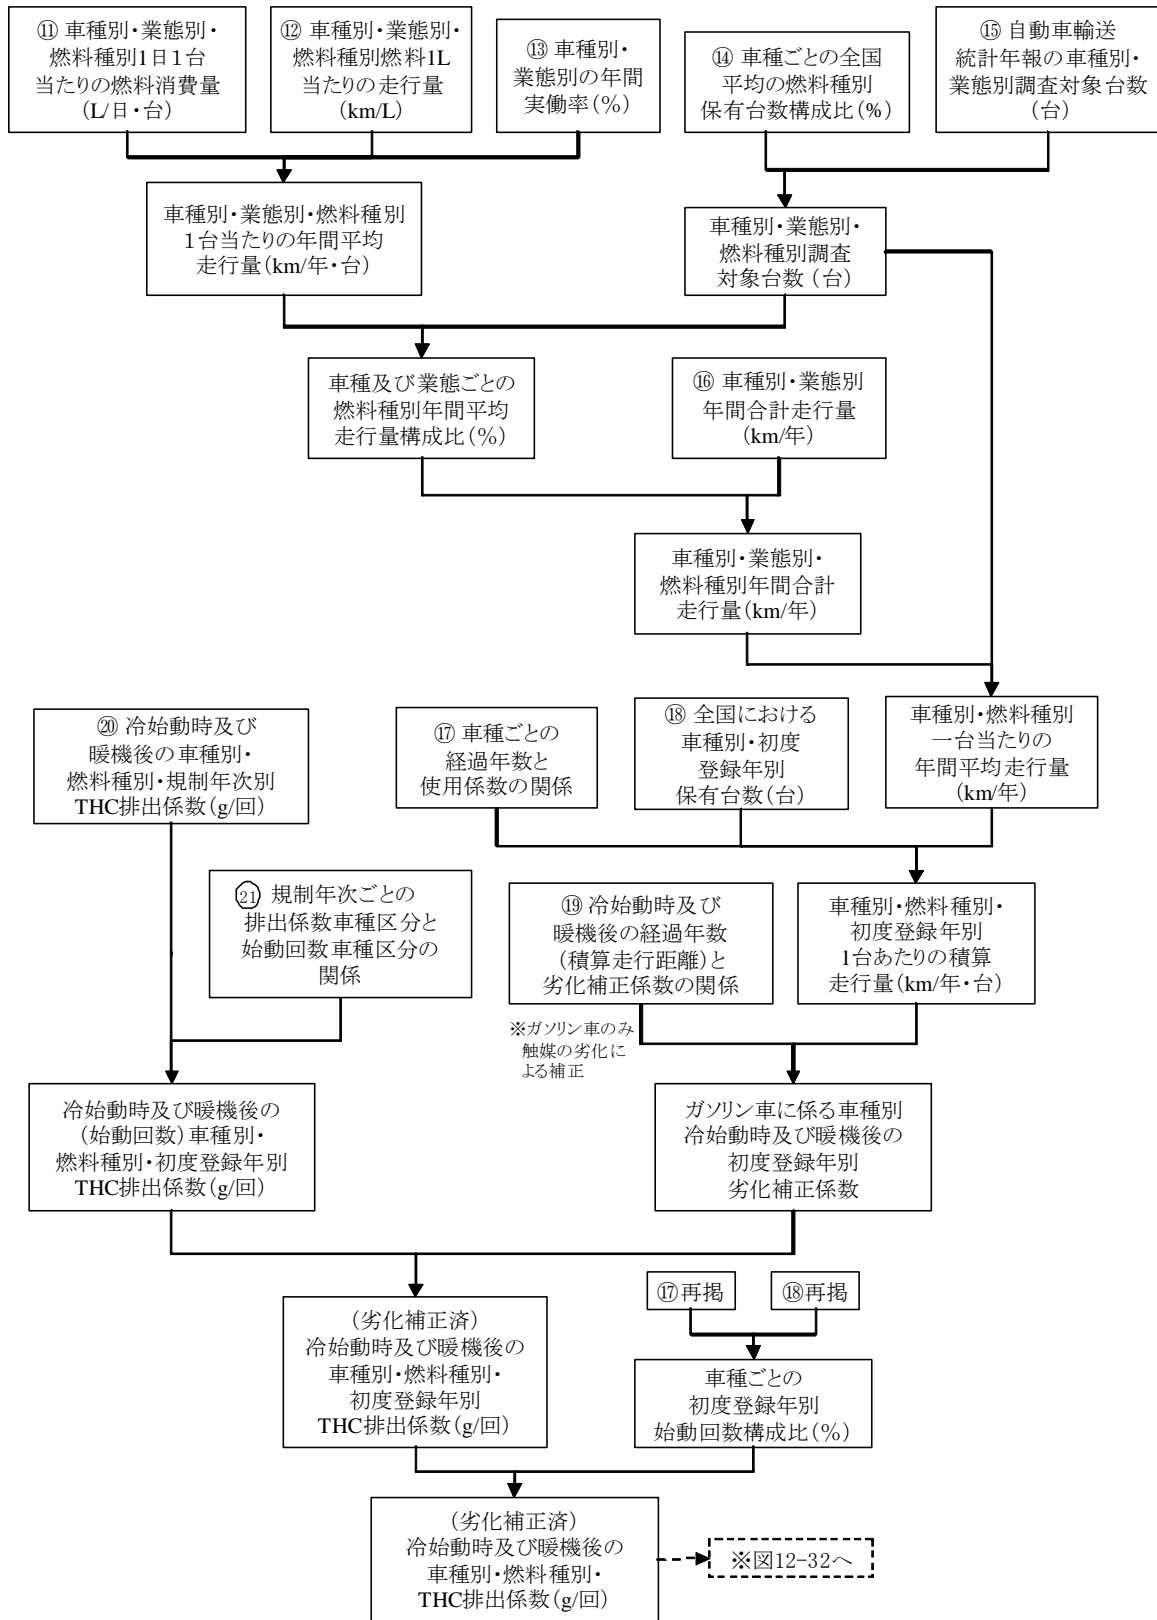 ⑪ 車種別・業態別・
燃料種別1日1台
当たりの燃料消費量
(L/日・台)
⑫ 車種別・業態別・
燃料種別燃料1L
当たりの走行量
(km/L)
⑬ 車種別・
業態別の年間
実働率(%)
⑭ 車種ごとの全国
平均の燃料種別
保有台数構成比(%)
⑮ 自動車輸送
統計年報の車種別・
業態別調査対象台数
(台)
車種別・業態別・燃料種別
1台当たりの年間平均
走行量(km/年・台)
車種別・業態別・
燃料種別調査
対象台数(台)
車種及び業態ごとの
燃料種別年間平均
走行量構成比(%)
⑯ 車種別・業態別
年間合計走行量
(km/年)
車種別・業態別・
燃料種別年間合計
走行量(km/年)
⑳ 冷始動時及び
暖機後の車種別・
燃料種別・規制年次別
THC排出係数(g/回)
⑰ 車種ごとの
経過年数と
使用係数の関係
⑱ 全国における
車種別・初度
登録年別
保有台数(台)
車種別・燃料種別
一台当たりの
年間平均走行量
(km/年)
㉑ 規制年次ごとの
排出係数車種区分と
始動回数車種区分の
関係
⑲ 冷始動時及び
暖機後の経過年数
(積算走行距離)と
劣化補正係数の関係
車種別・燃料種別・
初度登録年別
1台あたりの積算
走行量(km/年・台)
※ガソリン車のみ
触媒の劣化に
よる補正
冷始動時及び暖機後の
(始動回数)車種別・
燃料種別・初度登録年別
THC排出係数(g/回)
ガソリン車に係る車種別
冷始動時及び暖機後の
初度登録年別
劣化補正係数
(劣化補正済)
冷始動時及び暖機後の
車種別・燃料種別・
初度登録年別
THC排出係数(g/回)
⑰再掲
⑱再掲
車種ごとの
初度登録年別
始動回数構成比(%)
(劣化補正済)
冷始動時及び暖機後の
車種別・燃料種別・
THC排出係数(g/回)
※図12-32へ